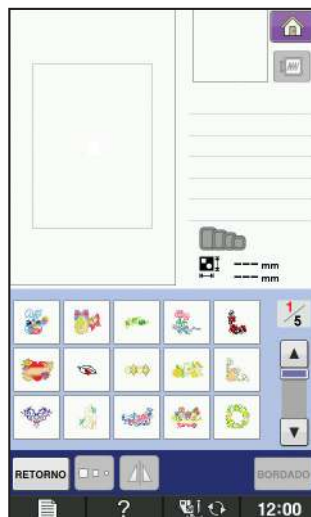 --- mm
--- mm
1/5
RETORNO
BORDADO
?
12:00